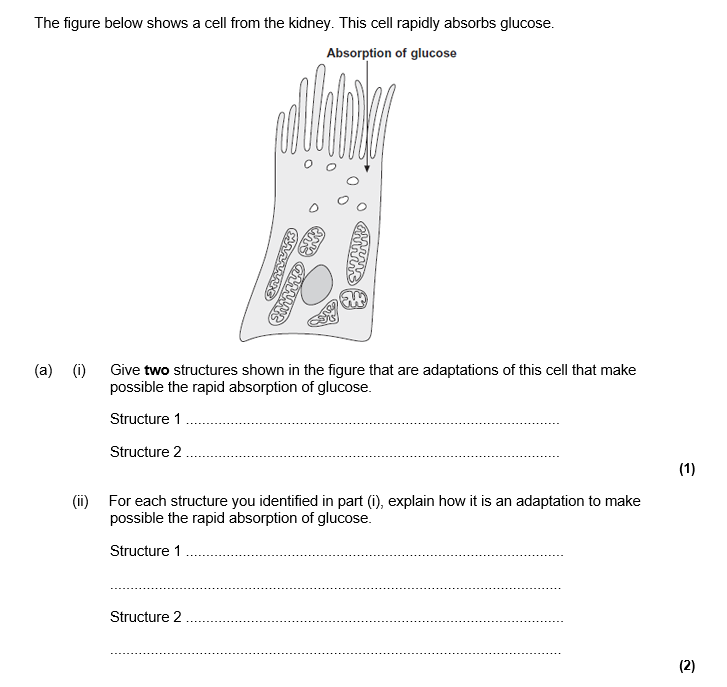 The figure below shows a cell from the kidney. This cell rapidly absorbs glucose.
Absorption of glucose
(a) (i) Give two structures shown in the figure that are adaptations of this cell that make
possible the rapid absorption of glucose.
Structure 1 ............................................................................................
Structure 2 ............................................................................................
(1)
(ii) For each structure you identified in part (i), explain how it is an adaptation to make
possible the rapid absorption of glucose.
Structure 1 .............................................................................................
................................................................................................................
Structure 2 .............................................................................................
................................................................................................................
(2)